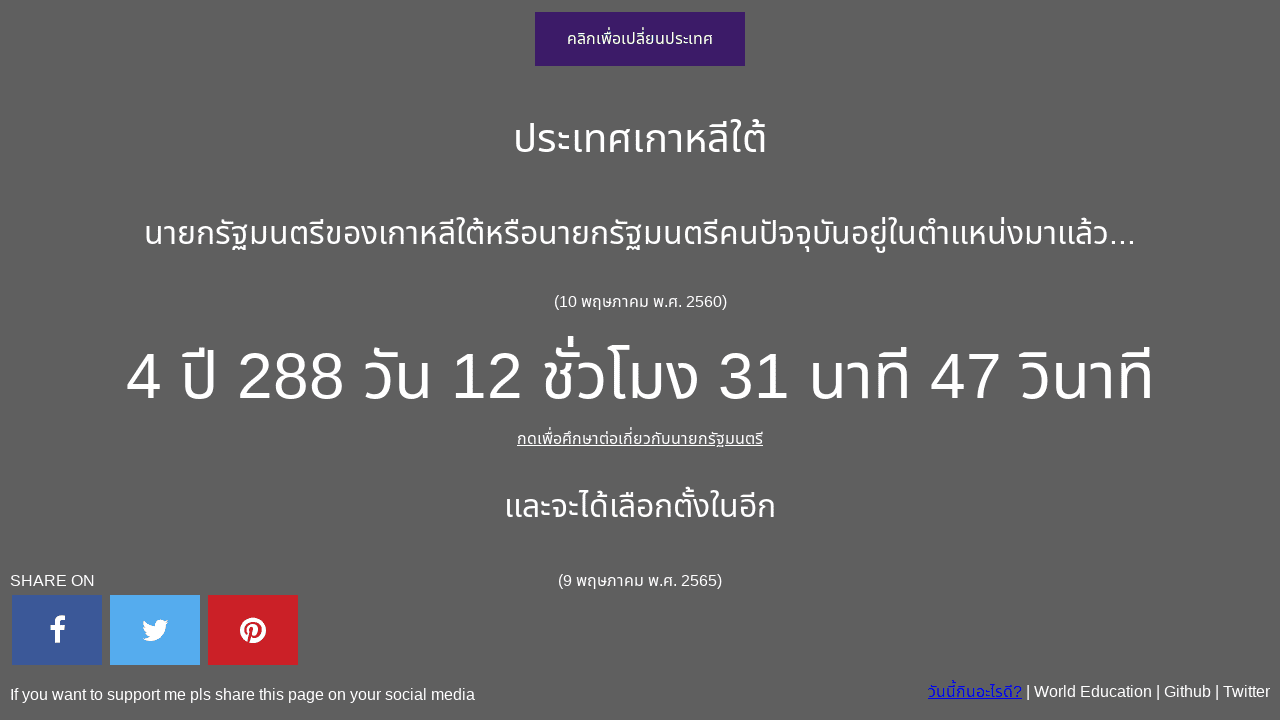 คลิกเพื่อเปลี่ยนประเทศ
ประเทศเกาหลีใต้
นายกรัฐมนตรีของเกาหลีใต้หรือนายกรัฐมนตรีคนปัจจุบันอยู่ในตำแหน่งมาแล้ว...
(10 พฤษภาคม พ.ศ. 2560)
4 ปี 288 วัน 12 ชั่วโมง 31 นาที 47 วินาที
กดเพื่อศึกษาต่อเกี่ยวกับนายกรัฐมนตรี
และจะได้เลือกตั้งในอีก
(9 พฤษภาคม พ.ศ. 2565)
SHARE ON
If you want to support me pls share this page on your social media
วันนี้กินอะไรดี? | World Education | Github | Twitter